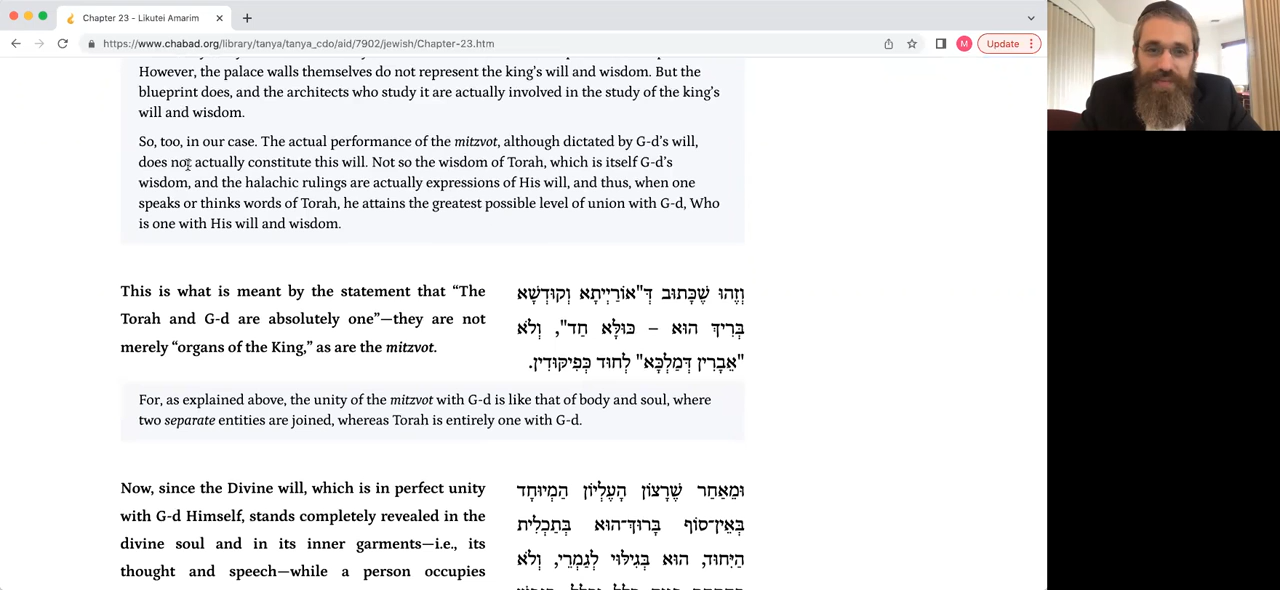 Chapter 23 - Likutei Amarim
https://www.chabad.org/library/tanya/tanya_cdo/aid/7902/jewish/Chapter-23.htm
M
Update
However, the palace walls themselves do not represent the king's will and wisdom. But the
blueprint does, and the architects who study it are actually involved in the study of the king's
will and wisdom.
So, too, in our case. The actual performance of the mitzvot, although dictated by G-d's will,
does not actually constitute this will. Not so the wisdom of Torah, which is itself G-d's
wisdom, and the halachic rulings are actually expressions of His will, and thus, when one
speaks or thinks words of Torah, he attains the greatest possible level of union with G-d, Who
is one with His will and wisdom.
This is what is meant by the statement that “The
Torah and G-d are absolutely one”—they are not
merely “organs of the King,” as are the mitzvot.
וְזֶהוּ שֶׁכָּתוּב דְּ"אוֹרַיְיתָא וְקוּדְשָׁא
בְּרִיךְ הוּא – כּוּלָּא חַד", וְלֹא
"אֵבָרִין דְּמַלְכָּא" לְחוּד כְּפִיקּוּדִין.
For, as explained above, the unity of the mitzvot with G-d is like that of body and soul, where
two separate entities are joined, whereas Torah is entirely one with G-d.
Now, since the Divine will, which is in perfect unity
with G-d Himself, stands completely revealed in the
divine soul and in its inner garments—i.e., its
thought and speech—while a person occupies
וּמֵאַחַר שֶׁרָצוֹן הָעֶלְיוֹן הַמְיוּחָד
בְּאֵין־סוֹף בָּרוּךְ־הוּא בְּתַכְלִית
הַיִּחוּד, הוּא בְּגִילּוּי לְגַמְרֵי, וְלֹא